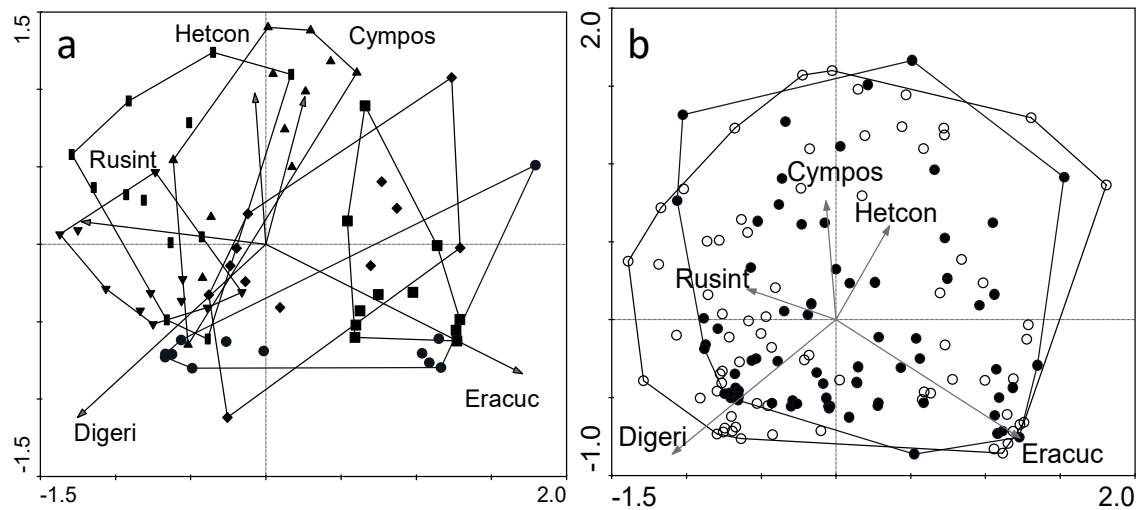 a
1.5
Hetcon
Cympos
Rusint
Digeri
Eracuc
-1.5
-1.5
2.0
b
2.0
Cympos
Hetcon
Rusint
Digeri
Eracuc
-1.0
-1.5
2.0